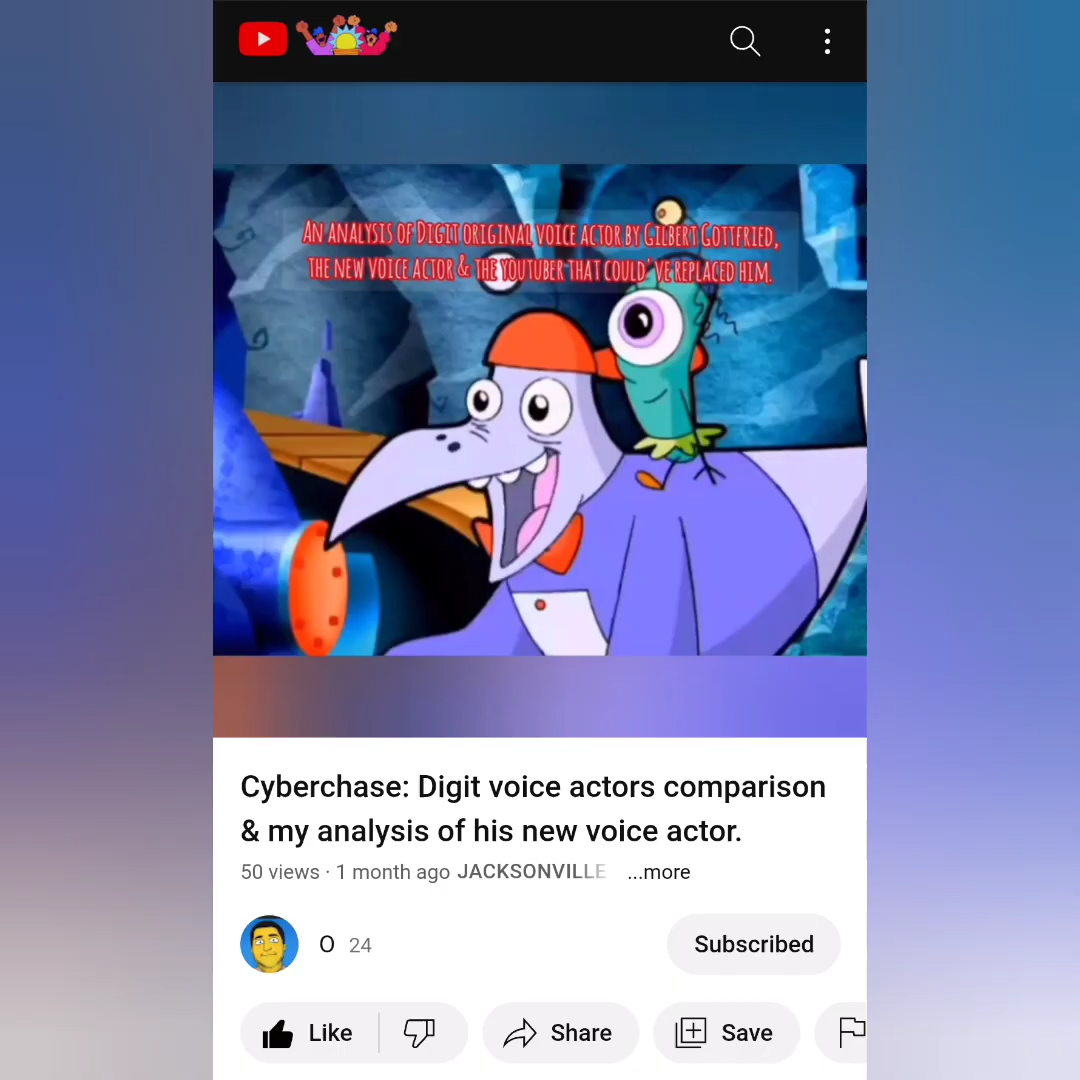 An analysis of Digit original voice actor by Gilbert Gottfried,
the new voice actor & the youtuber that could've replaced him.
Cyberchase: Digit voice actors comparison
& my analysis of his new voice actor.
50 views · 1 month ago JACKSONVILLE ...more
O 24 Subscribed
Like Share Save